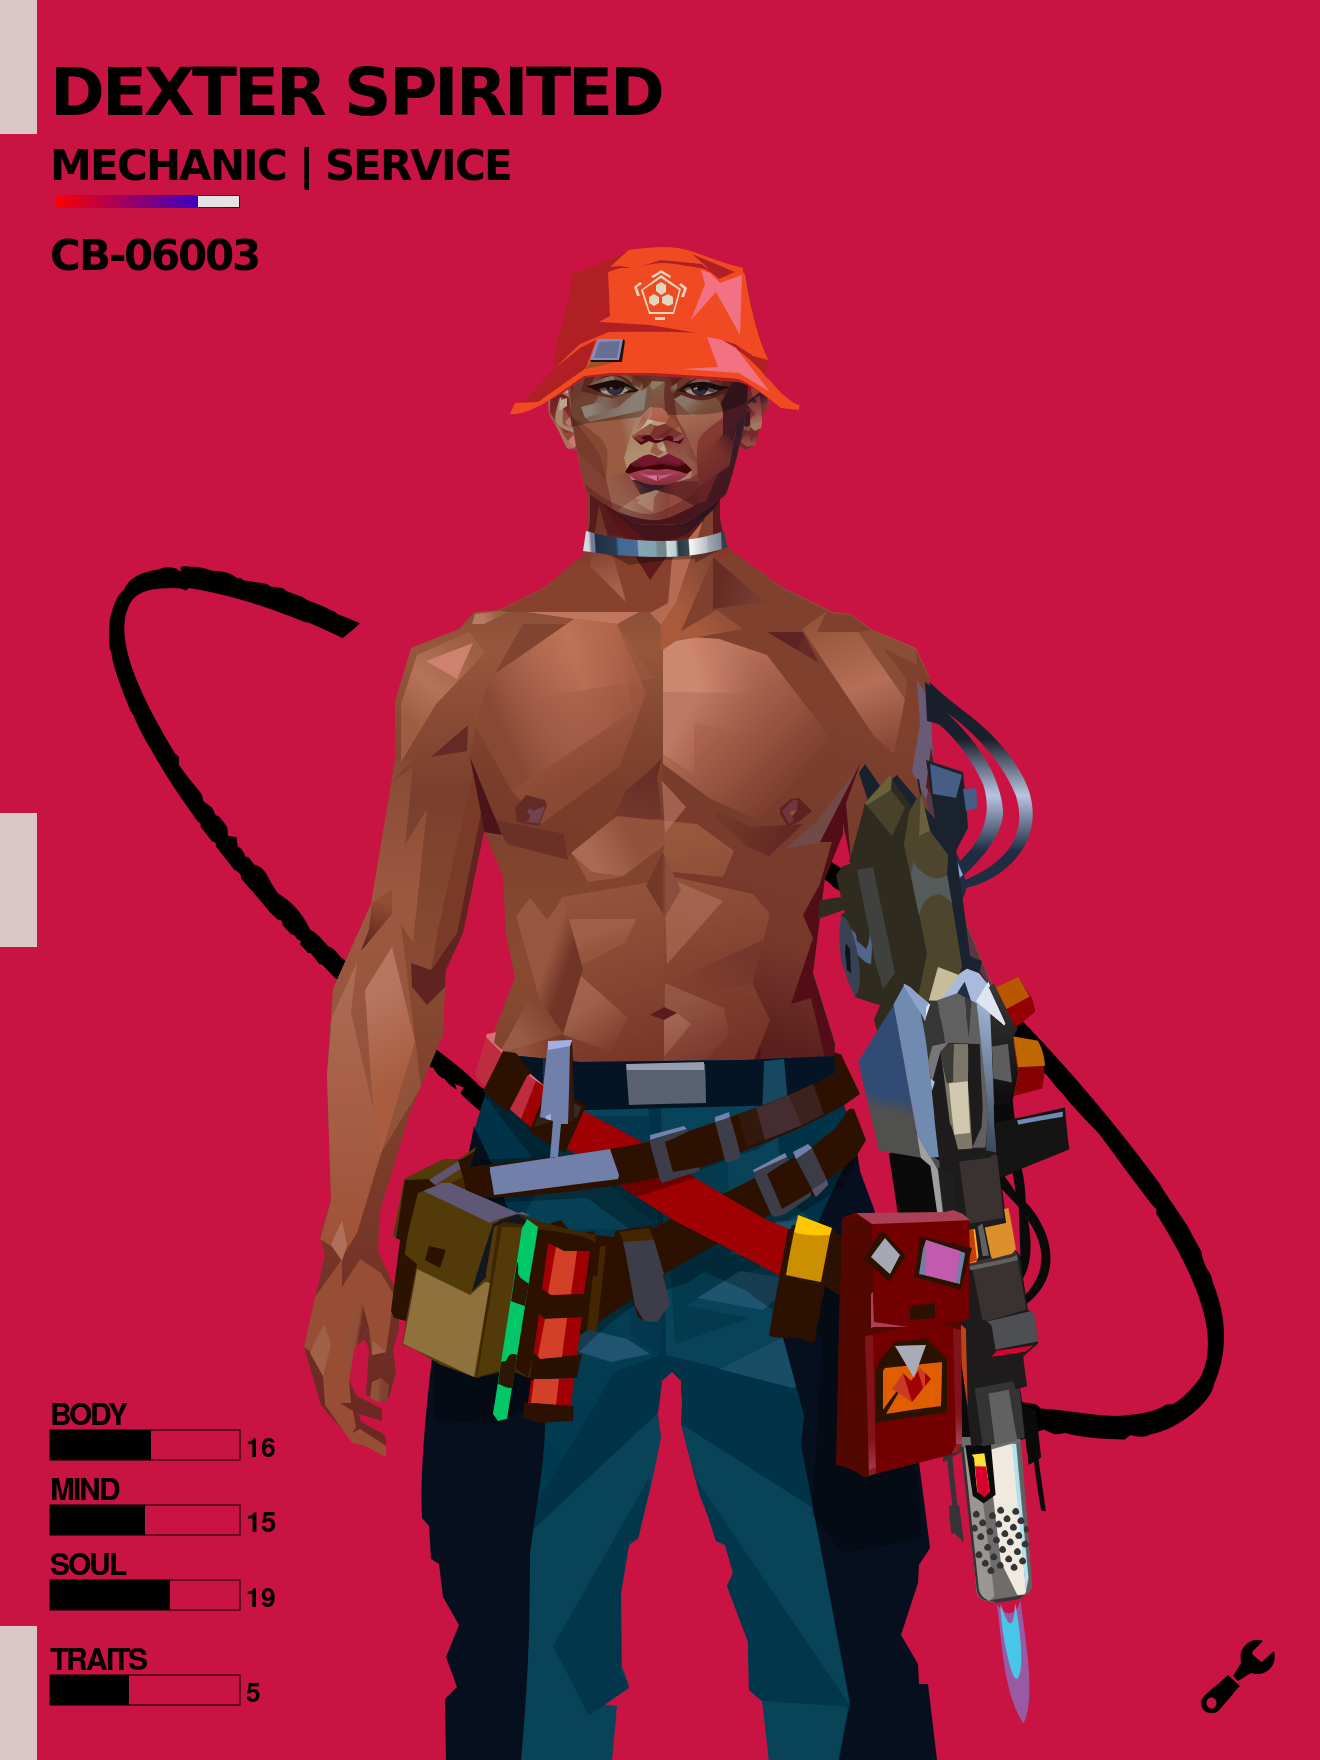 DEXTER SPIRITED
MECHANIC | SERVICE
CB-06003
BODY
16
MIND
15
SOUL
19
TRAITS
5